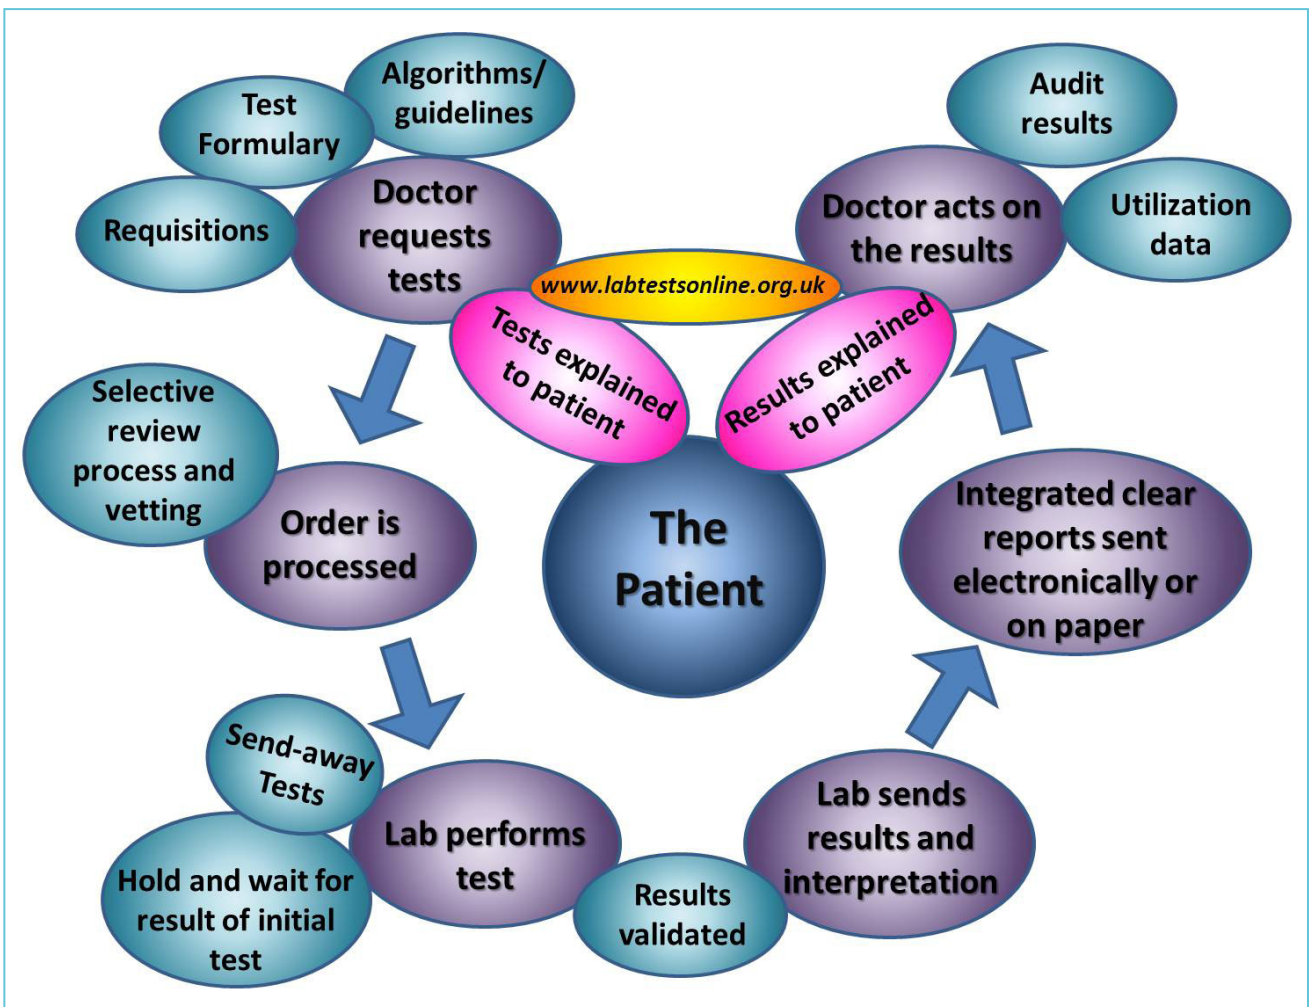 Algorithms/
guidelines
Test
Formulary
Requisitions
Doctor
requests
tests
Audit
results
Doctor acts on
the results
Utilization
data
www.labtestsonline.org.uk
Tests explained
to patient
Results explained
to patient
Selective
review
process and
vetting
Order is
processed
The
Patient
Integrated clear
reports sent
electronically or
on paper
Send-away
Tests
Hold and wait for
result of initial
test
Lab performs
test
Results
validated
Lab sends
results and
interpretation